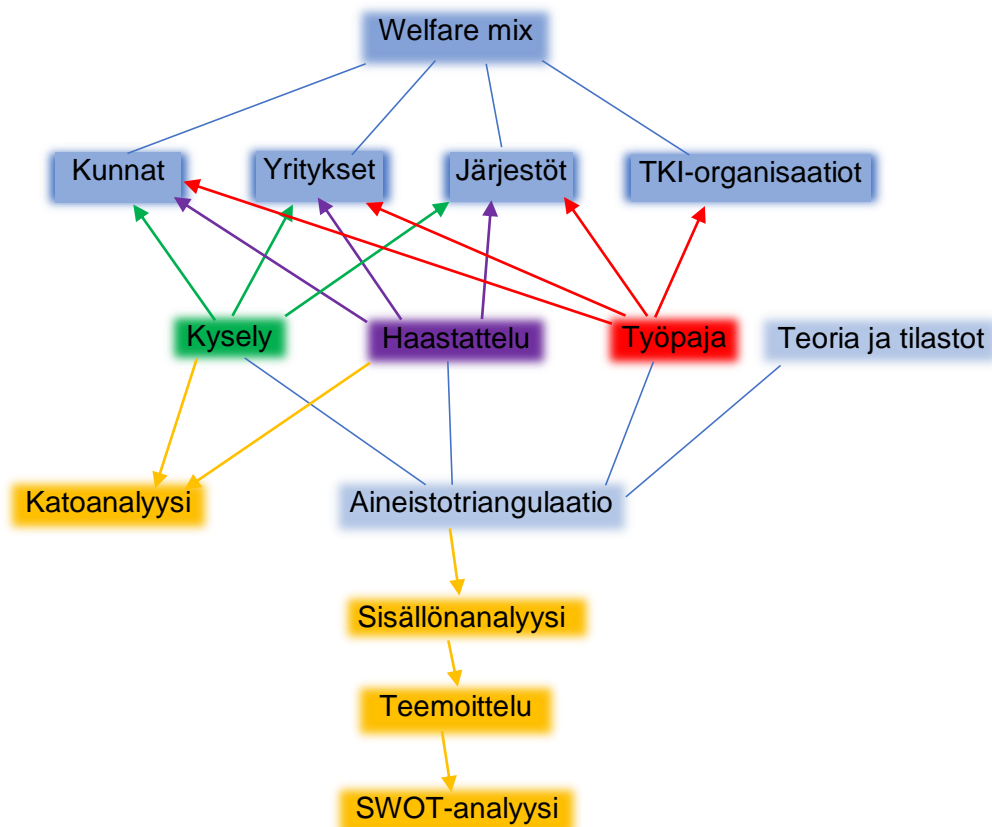 Welfare mix
Kunnat
Yritykset
Järjestöt
TKI-organisaatiot
Kysely
Haastattelu
Työpaja
Teoria ja tilastot
Katoanalyysi
Aineistotriangulaatio
Sisällönanalyysi
Teemoittelu
SWOT-analyysi